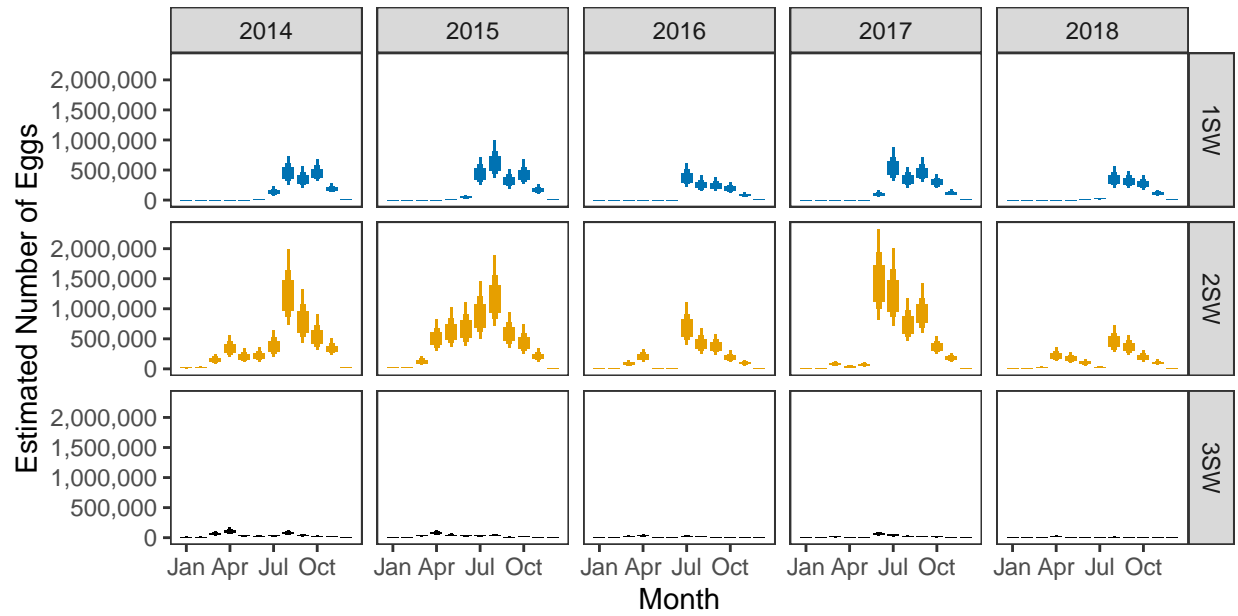 2014 2015 2016 2017 2018
Estimated Number of Eggs
2,000,000
1,500,000
1,000,000
500,000
0
1SW
2,000,000
1,500,000
1,000,000
500,000
0
2SW
2,000,000
1,500,000
1,000,000
500,000
0
3SW
Jan Apr Jul Oct Jan Apr Jul Oct Jan Apr Jul Oct Jan Apr Jul Oct Jan Apr Jul Oct
Month